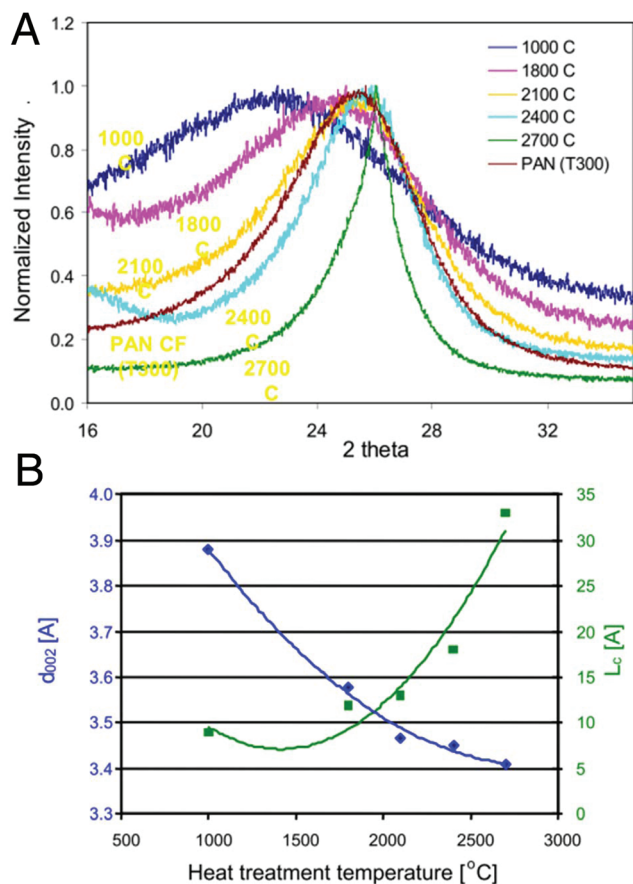 A
1.2
1.0
0.8
0.6
0.4
0.2
0.0
Normalized Intensity .
1000 C
1800 C
2100 C
2400 C
2700 C
PAN (T300)
1000
C
1800
C
2100
C
PAN CF
(T300)
2400
C
2700
C
16 20 24 28 32
2 theta
B
4.0
3.9
3.8
3.7
3.6
3.5
3.4
3.3
d002 [A]
35
30
25
20
15
10
5
0
Lc [A]
500 1000 1500 2000 2500 3000
Heat treatment temperature [°C]